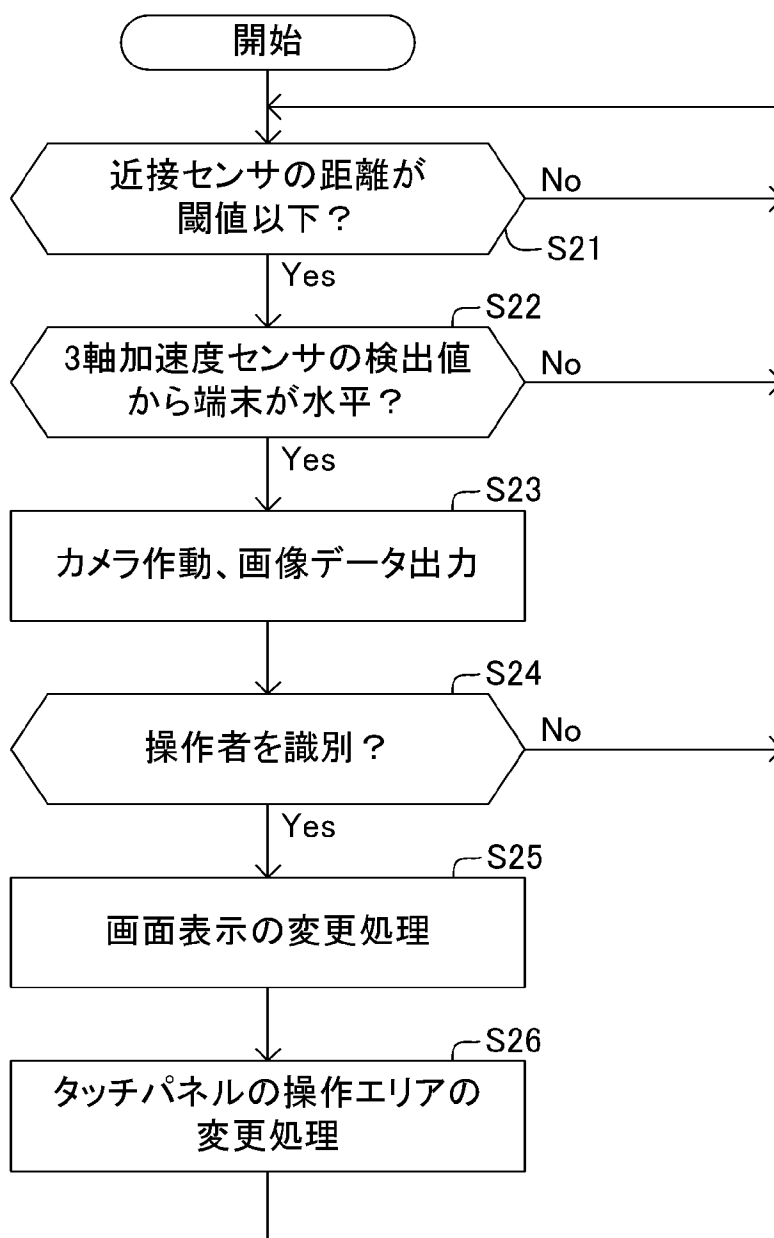 開始
近接センサの距離が
閾値以下？
No
S21
Yes
S22
3軸加速度センサの検出値
から端末が水平？
No
Yes
S23
カメラ作動、画像データ出力
S24
操作者を識別？
No
Yes
S25
画面表示の変更処理
S26
タッチパネルの操作エリアの
変更処理